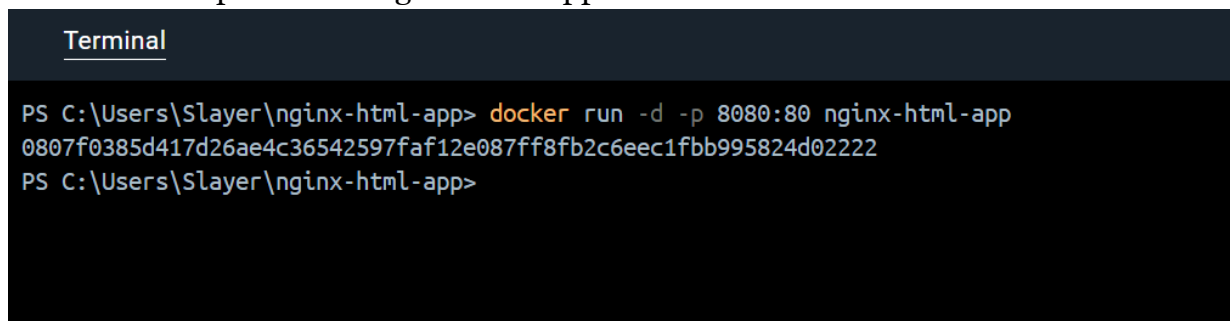 Terminal
PS C:\Users\Slayer\nginx-html-app> docker run -d -p 8080:80 nginx-html-app
0807f0385d417d26ae4c36542597faf12e087ff8fb2c6eec1fbb995824d02222
PS C:\Users\Slayer\nginx-html-app>